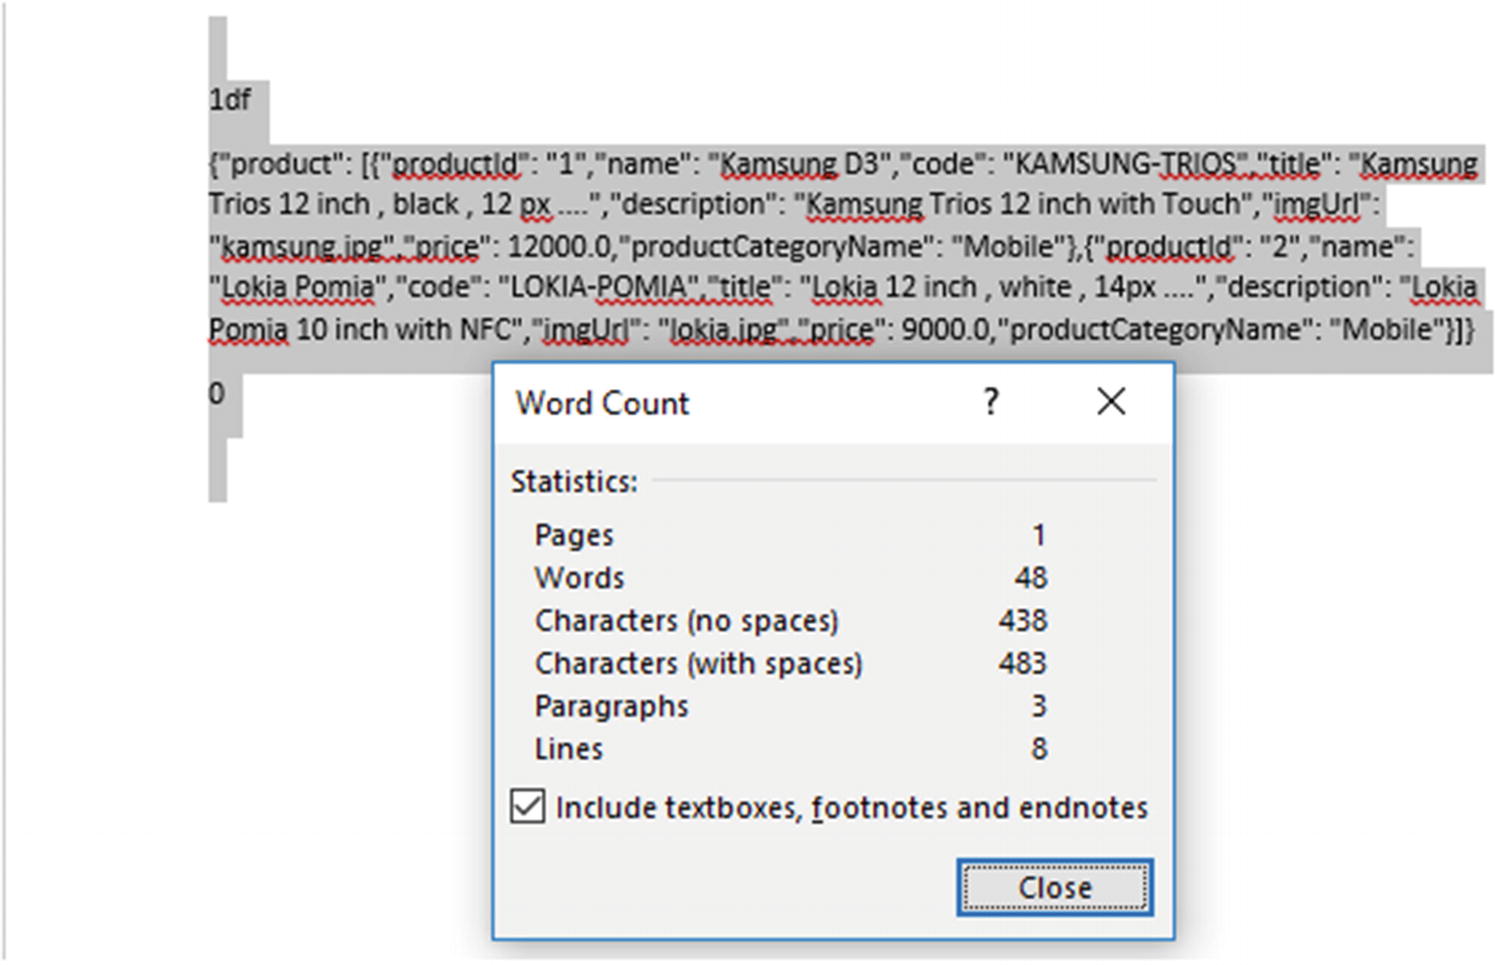 1df
{"product": [{"productId": "1","name": "Kamsung D3","code": "KAMSUNG-TRIOS","title": "Kamsung
Trios 12 inch , black , 12 px ....","description": "Kamsung Trios 12 inch with Touch","imgUrl":
"kamsung.jpg","price": 12000.0,"productCategoryName": "Mobile"},{"productId": "2","name":
"Lokia Pomia","code": "LOKIA-POMIA","title": "Lokia 12 inch , white , 14px ....","description": "Lokia
Pomia 10 inch with NFC","imgUrl": "lokia.jpg","price": 9000.0,"productCategoryName": "Mobile"}]}
0
Word Count ? X
Statistics:
Pages 1
Words 48
Characters (no spaces) 438
Characters (with spaces) 483
Paragraphs 3
Lines 8
Include textboxes, footnotes and endnotes
Close